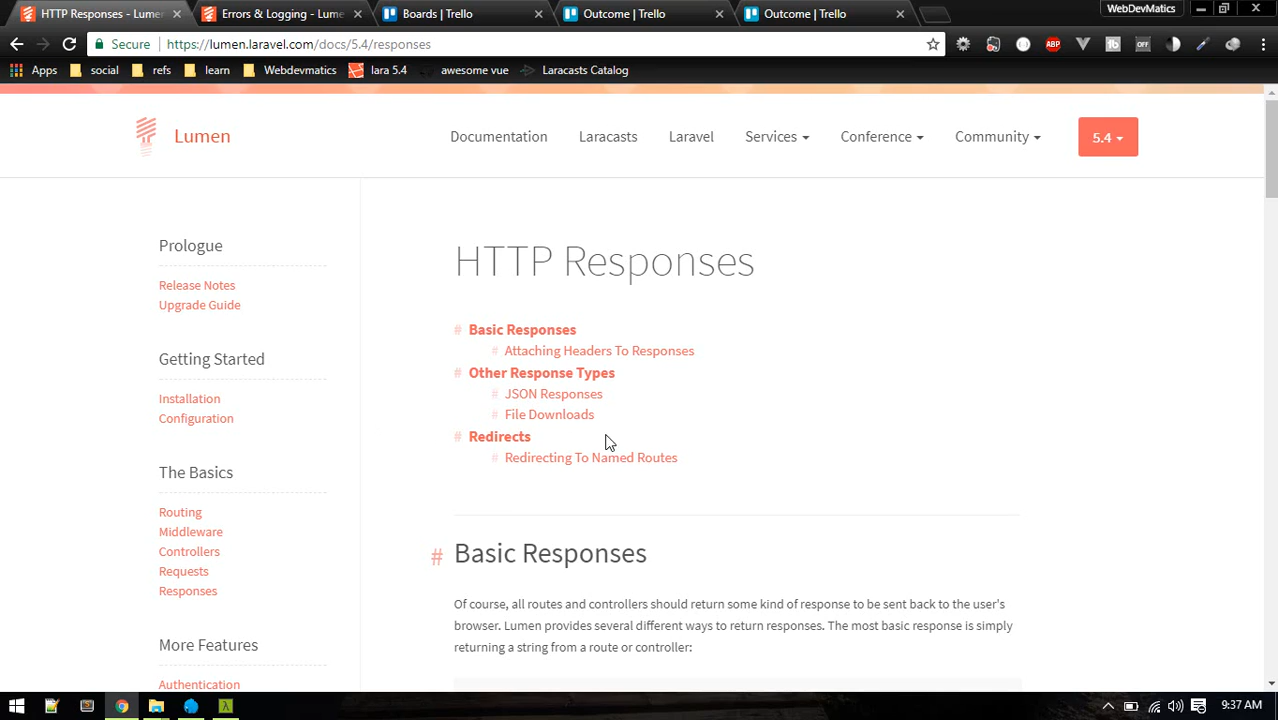 HTTP Responses - Lume
Errors & Logging - Lume
Boards | Trello
Outcome | Trello
Outcome | Trello
WebDevMatics
Secure
https://lumen.laravel.com/docs/5.4/responses
ABP
OFF
Apps
social
refs
learn
Webdevmatics
lara 5.4
awesome vue
Laracasts Catalog
Lumen
Documentation
Laracasts
Laravel
Services
Conference
Community
5.4
Prologue
Release Notes
Upgrade Guide
Getting Started
Installation
Configuration
The Basics
Routing
Middleware
Controllers
Requests
Responses
More Features
Authentication
HTTP Responses
# Basic Responses
# Attaching Headers To Responses
# Other Response Types
# JSON Responses
# File Downloads
# Redirects
# Redirecting To Named Routes
# Basic Responses
Of course, all routes and controllers should return some kind of response to be sent back to the user's
browser. Lumen provides several different ways to return responses. The most basic response is simply
returning a string from a route or controller:
9:37 AM